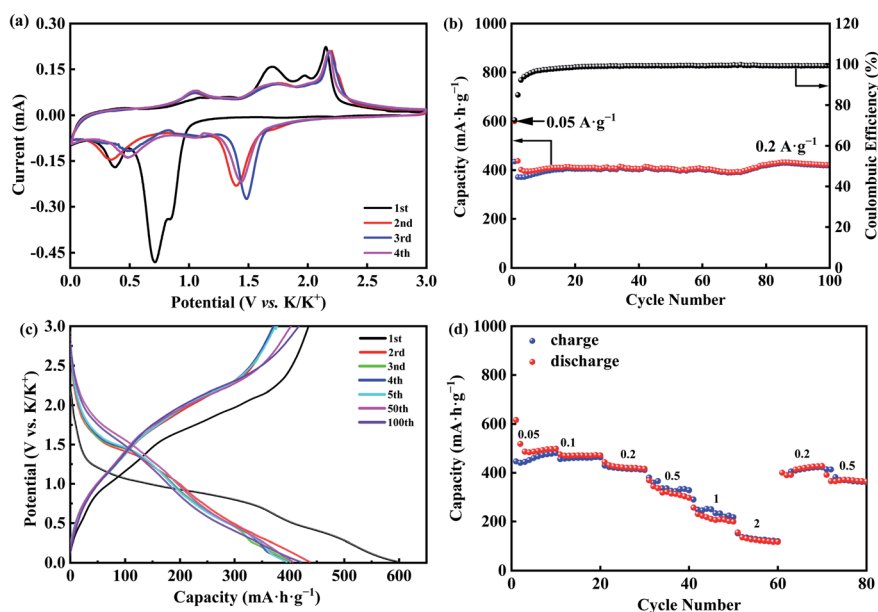 (a)
0.30
0.15
0.00
-0.15
-0.30
-0.45
Current (mA)
1st
2nd
3rd
4th
0.0 0.5 1.0 1.5 2.0 2.5 3.0
Potential (V vs. K/K+)
(b)
1000
800
600
400
200
0
Capacity (mA·h·g⁻¹)
0.05 A·g⁻¹
0.2 A·g⁻¹
120
100
80
60
40
20
0
Couloubuic Efficiency (%)
0 20 40 60 80 100
Cycle Number
(c)
3.0
2.5
2.0
1.5
1.0
0.5
0.0
Potential (V vs. K/K⁺)
1st
2rd
3nd
4th
5th
50th
100th
0 100 200 300 400 500 600
Capacity (mA·h·g⁻¹)
(d)
1000
800
600
400
200
0
Capacity (mA·h·g⁻¹)
charge
discharge
0.05
0.1
0.2
0.5
1
2
0.2
0.5
0 20 40 60 80
Cycle Number